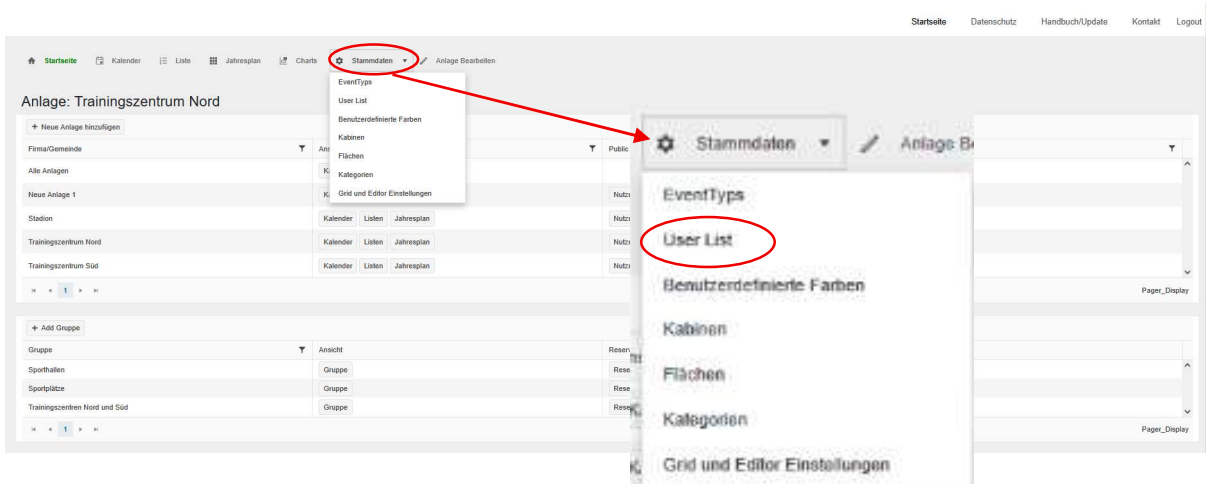 Startseite Datenschutz Handbuch/Update Kontakt Logout
Startseite Kalender Liste Jahresplan Charts Stammdaten Anlage Bearbeiten
EventTyps
User List
Benutzerdefinierte Farben
Kabinen
Flächen
Kategorien
Grid und Editor Einstellungen
Anlage: Trainingszentrum Nord
+ Neue Anlage hinzufügen
Firma/Gemeinde Public
Alle Anlagen
Neue Anlage 1
Stadion Kalender Listen Jahresplan
Trainingszentrum Nord Kalender Listen Jahresplan
Trainingszentrum Süd Kalender Listen Jahresplan
1 Pager_Display
+ Add Gruppe
Gruppe Ansicht
Sporthallen Gruppe
Sportplätze Gruppe
Trainingszentren Nord und Süd Gruppe
1 Pager_Display
Stammdaten Anlage
EventTyps
User List
Benutzerdefinierte Farben
Kabinen
Flächen
Kategorien
Grid und Editor Einstellungen